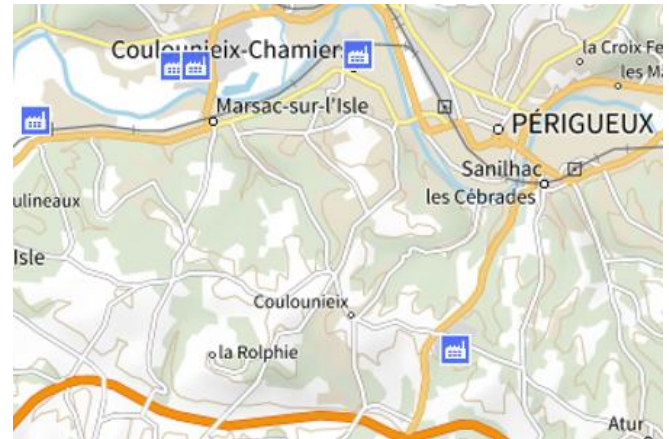 Coulounieix-Chamiers
la Croix Fe
les Ma
Marsac-sur-l'Isle
PÉRIGUEUX
Sanilhac
les Cébrades
ulineaux
Isle
Coulounieix
la Rolphie
Atur